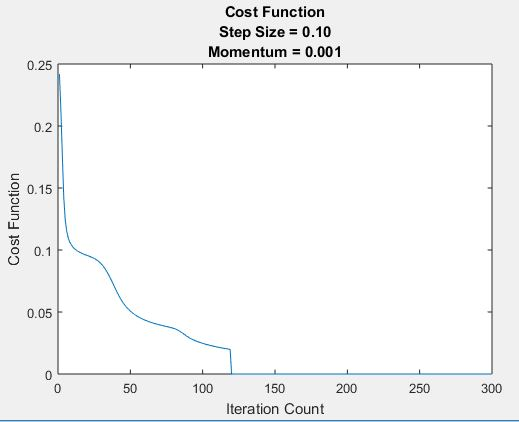 Cost Function
Step Size = 0.10
Momentum = 0.001
0.25
0.2
0.15
0.1
0.05
0
Cost Function
0 50 100 150 200 250 300
Iteration Count